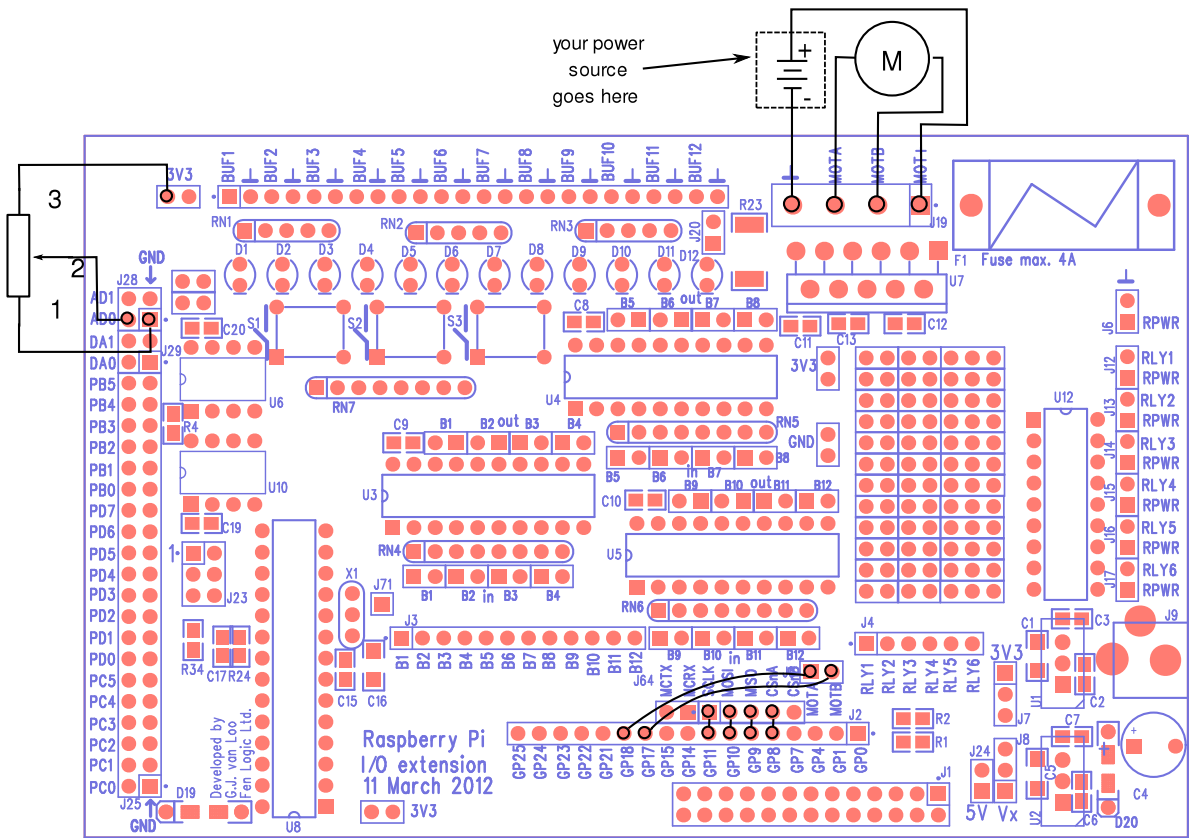 your power
source
goes here
+
-
M
3
2
1
3V3
BUF1
BUF2
BUF3
BUF4
BUF5
BUF6
BUF7
BUF8
BUF9
BUF10
BUF11
BUF12
MOTA
MOTB
MOT+
J19
RN1
RN2
RN3
J20
R23
F1 Fuse max. 4A
D1
D2
D3
D4
D5
D6
D7
D8
D9
D10
D11
D12
U7
GND
J28
AD1
AD0
DA1
DA0
PB5
PB4
PB3
PB2
PB1
PB0
PD7
PD6
PD5
PD4
PD3
PD2
PD1
PD0
PC5
PC4
PC3
PC2
PC1
PC0
J29
J25
GND
C20
S1
S2
S3
C8
B5
B6
out
B7
B8
C11
C13
C12
J6
RPWR
3V3
U6
RN7
U4
RN5
R4
C9
B1
B2
out
B3
B4
GND
B5
B6
in
B7
B8
U10
U3
C10
B9
B10
out
B11
B12
C19
U5
RN4
B1
B2
in
B3
B4
RN6
1
J23
X1
J71
U12
J12
RLY1
RPWR
J13
RLY2
RPWR
J14
RLY3
RPWR
J15
RLY4
RPWR
J16
RLY5
RPWR
J17
RLY6
RPWR
J3
B1
B2
B3
B4
B5
B6
B7
B8
B9
B10
B11
B12
B9
B10
in
B11
B12
J4
RLY1
RLY2
RLY3
RLY4
RLY5
RLY6
C1
C3
J9
U1
C2
3V3
J7
R34
C17
R24
C15
C16
J64
MCTX
MCRX
SCLK
MOSI
MISO
CSnA
CSnB
MOTA
MOTB
J2
GP25
GP24
GP23
GP22
GP21
GP18
GP17
GP15
GP14
GP11
GP10
GP9
GP8
GP7
GP4
GP1
GP0
R2
R1
Raspberry Pi
I/O extension
11 March 2012
Developed by
G.J. van Loo
Fen Logic Ltd.
D19
U8
3V3
J1
J24
J8
5V
Vx
C7
C5
U2
C6
+
+
C4
D20